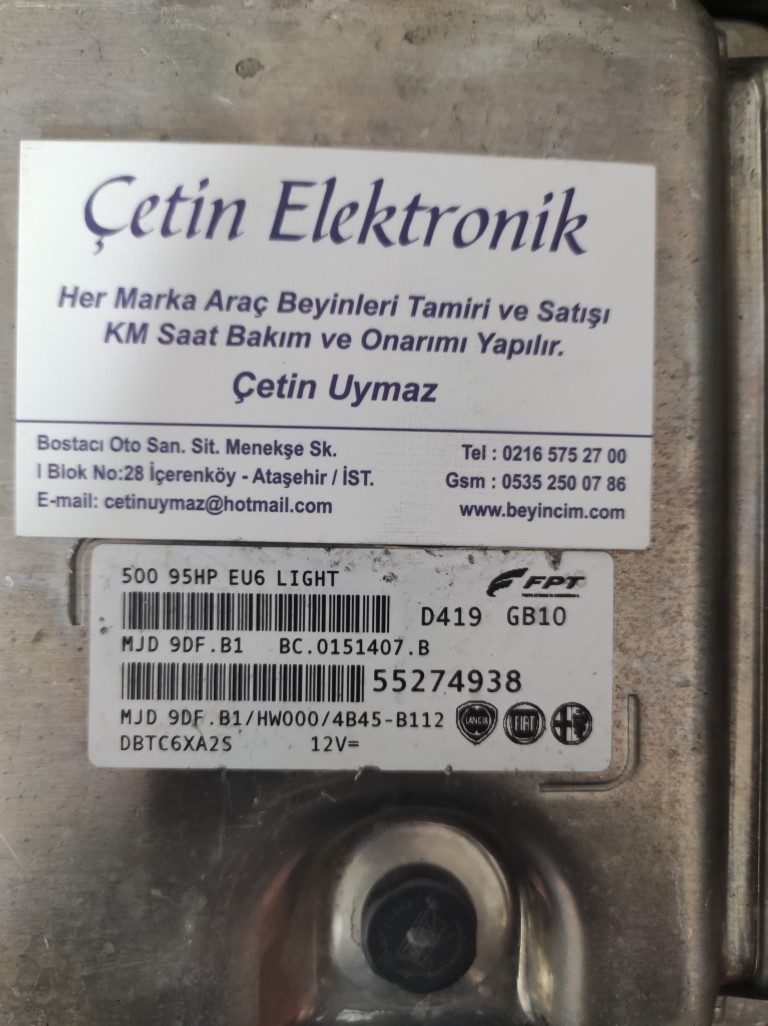 Çetin Elektronik
Her Marka Araç Beyinleri Tamiri ve Satışı
KM Saat Bakım ve Onarımı Yapılır.
Çetin Uymaz
Bostacı Oto San. Sit. Menekşe Sk.
I Blok No:28 İçerenköy - Ataşehir / İST.
E-mail: cetinuymaz@hotmail.com
Tel : 0216 575 27 00
Gsm : 0535 250 07 86
www.beyincim.com
500 95HP EU6 LIGHT
FPT
D419 GB10
MJD 9DF.B1 BC.0151407.B
55274938
MJD 9DF.B1/HW000/4B45-B112
LANCIA
FIAT
DBTC6XA2S 12V=